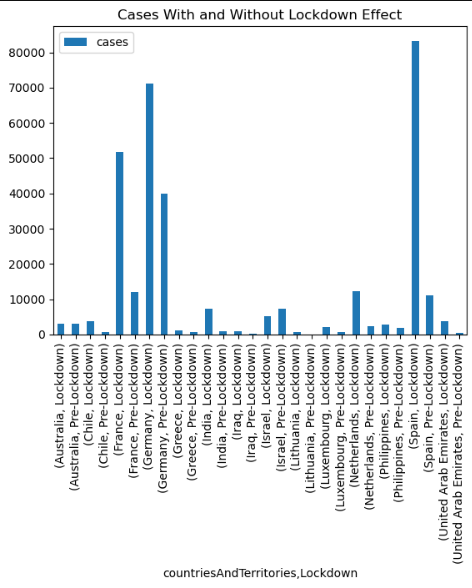 Cases With and Without Lockdown Effect
cases
80000
70000
60000
50000
40000
30000
20000
10000
0
(Australia, Lockdown)
(Australia, Pre-Lockdown)
(Chile, Lockdown)
(Chile, Pre-Lockdown)
(France, Lockdown)
(France, Pre-Lockdown)
(Germany, Lockdown)
(Germany, Pre-Lockdown)
(Greece, Lockdown)
(Greece, Pre-Lockdown)
(India, Lockdown)
(India, Pre-Lockdown)
(Iraq, Lockdown)
(Iraq, Pre-Lockdown)
(Israel, Lockdown)
(Israel, Pre-Lockdown)
(Lithuania, Lockdown)
(Lithuania, Pre-Lockdown)
(Luxembourg, Lockdown)
(Luxembourg, Pre-Lockdown)
(Netherlands, Lockdown)
(Netherlands, Pre-Lockdown)
(Philippines, Lockdown)
(Philippines, Pre-Lockdown)
(Spain, Lockdown)
(Spain, Pre-Lockdown)
(United Arab Emirates, Lockdown)
(United Arab Emirates, Pre-Lockdown)
countriesAndTerritories,Lockdown